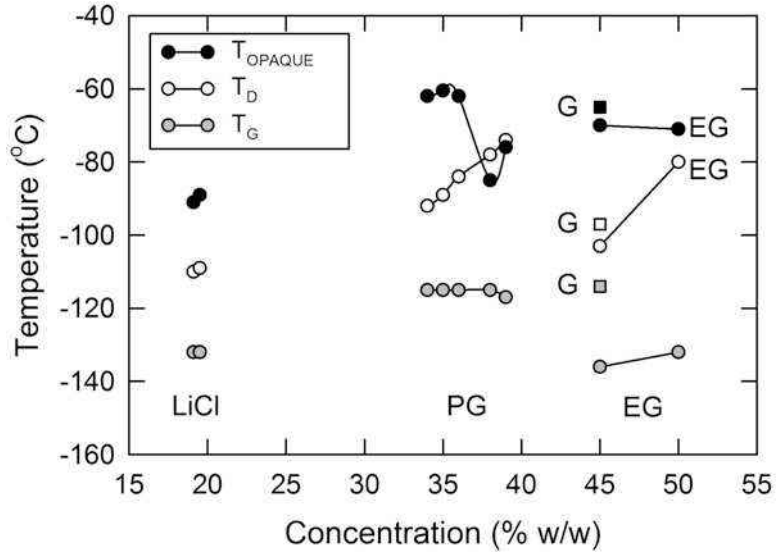 -40
-60
-80
-100
-120
-140
-160
Temperature (°C)
T_OPAQUE
T_D
T_G
G
EG
EG
G
G
LiCl
PG
EG
15 20 25 30 35 40 45 50 55
Concentration (% w/w)